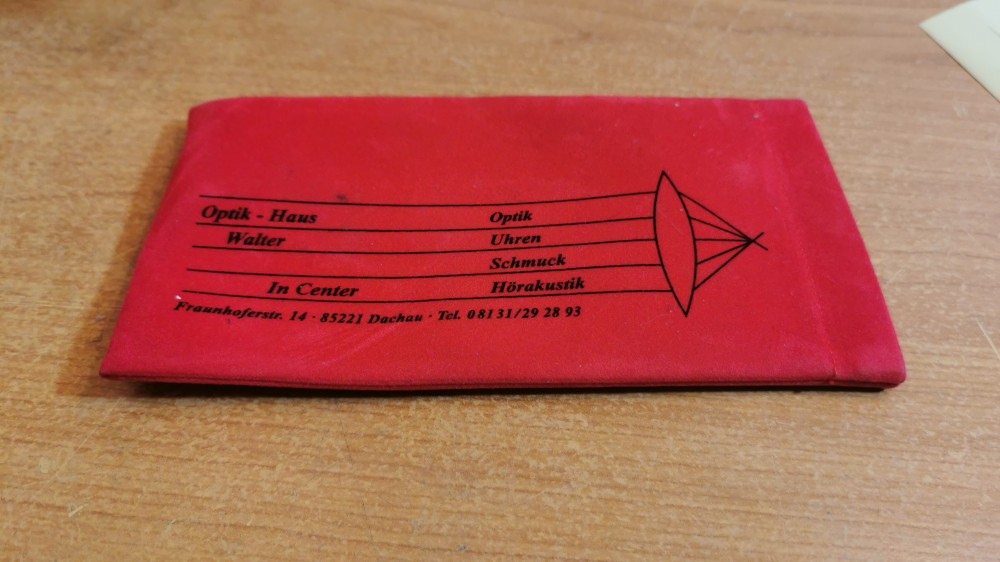 Optik - Haus
Walter
In Center
Optik
Uhren
Schmuck
Hörakustik
Fraunhoferstr. 14 · 85221 Dachau · Tel. 08131/29 28 93